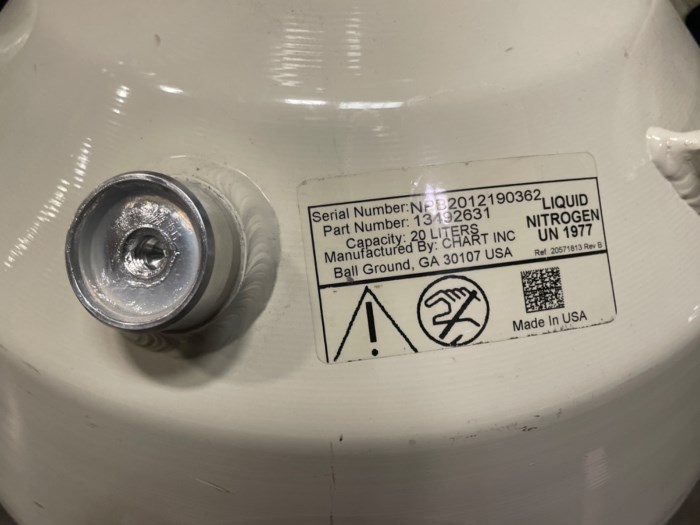 Serial Number: NPB2012190362
Part Number: 13492631
Capacity: 20 LITERS
Manufactured By: CHART INC
Ball Ground, GA 30107 USA
LIQUID
NITROGEN
UN 1977
Ref 20571813 Rev B
Made In USA